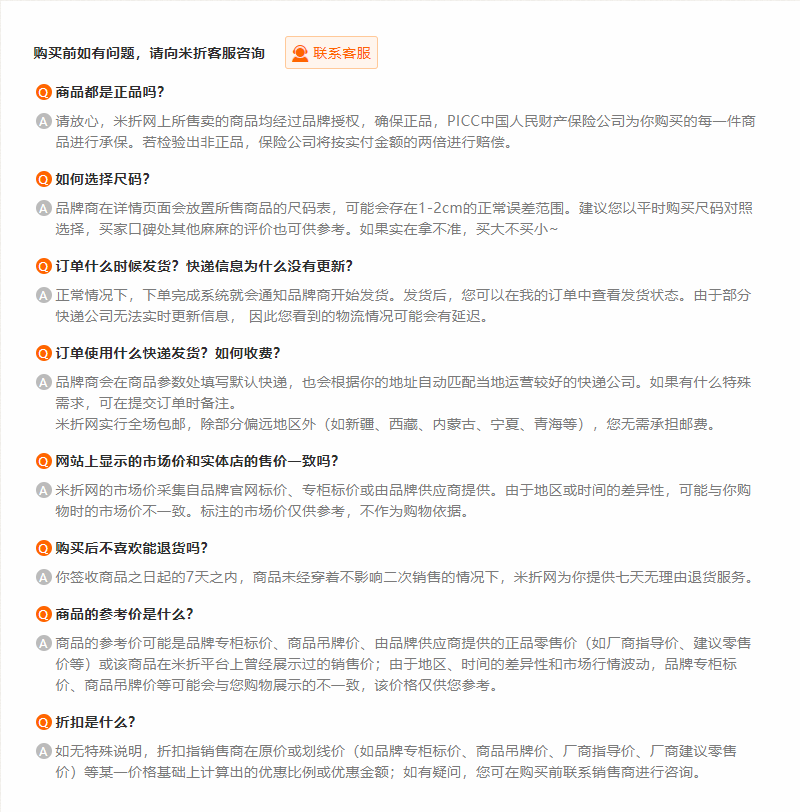 购买前如有问题，请向米折客服咨询 联系客服
Q 商品都是正品吗？
A 请放心，米折网上所售卖的商品均经过品牌授权，确保正品，PICC中国人民财产保险公司为你购买的每一件商
品进行承保。若检验出非正品，保险公司将按实付金额的两倍进行赔偿。
Q 如何选择尺码？
A 品牌商在详情页面会放置所售商品的尺码表，可能会存在1-2cm的正常误差范围。建议您以平时购买尺码对照
选择，买家口碑处其他麻麻的评价也可供参考。如果实在拿不准，买大不买小~
Q 订单什么时候发货？快递信息为什么没有更新？
A 正常情况下，下单完成系统就会通知品牌商开始发货。发货后，您可以在我的订单中查看发货状态。由于部分
快递公司无法实时更新信息， 因此您看到的物流情况可能会有延迟。
Q 订单使用什么快递发货？如何收费？
A 品牌商会在商品参数处填写默认快递，也会根据你的地址自动匹配当地运营较好的快递公司。如果有什么特殊
需求，可在提交订单时备注。
米折网实行全场包邮，除部分偏远地区外（如新疆、西藏、内蒙古、宁夏、青海等），您无需承担邮费。
Q 网站上显示的市场价和实体店的售价一致吗？
A 米折网的市场价采集自品牌官网标价、专柜标价或由品牌供应商提供。由于地区或时间的差异性，可能与你购
物时的市场价不一致。标注的市场价仅供参考，不作为购物依据。
Q 购买后不喜欢能退货吗？
A 你签收商品之日起的7天之内，商品未经穿着不影响二次销售的情况下，米折网为你提供七天无理由退货服务。
Q 商品的参考价是什么？
A 商品的参考价可能是品牌专柜标价、商品吊牌价、由品牌供应商提供的正品零售价（如厂商指导价、建议零售
价等）或该商品在米折平台上曾经展示过的销售价；由于地区、时间的差异性和市场行情波动，品牌专柜标
价、商品吊牌价等可能会与您购物展示的不一致，该价格仅供您参考。
Q 折扣是什么？
A 如无特殊说明，折扣指销售商在原价或划线价（如品牌专柜标价、商品吊牌价、厂商指导价、厂商建议零售
价）等某一价格基础上计算出的优惠比例或优惠金额；如有疑问，您可在购买前联系销售商进行咨询。